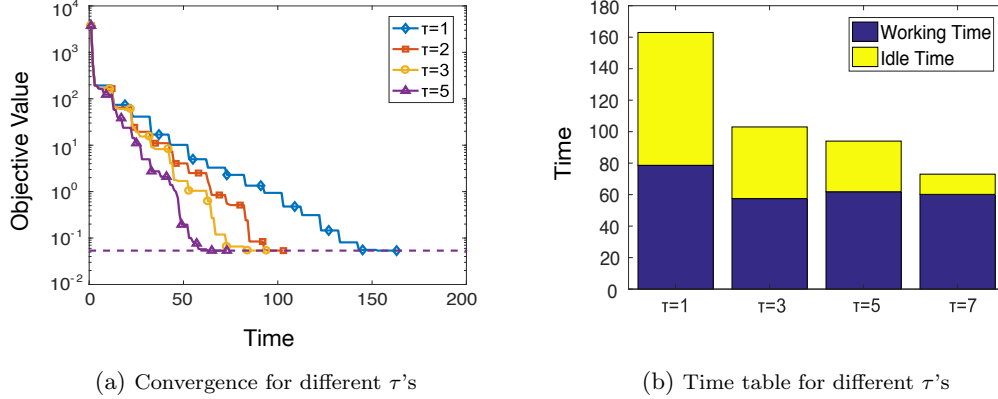 10^4
10^3
10^2
10^1
10^0
10^-1
10^-2
Objective Value
0
50
100
150
200
Time
τ=1
τ=2
τ=3
τ=5
(a) Convergence for different τ's
180
160
140
120
100
80
60
40
20
0
Time
Working Time
Idle Time
τ=1
τ=3
τ=5
τ=7
(b) Time table for different τ's